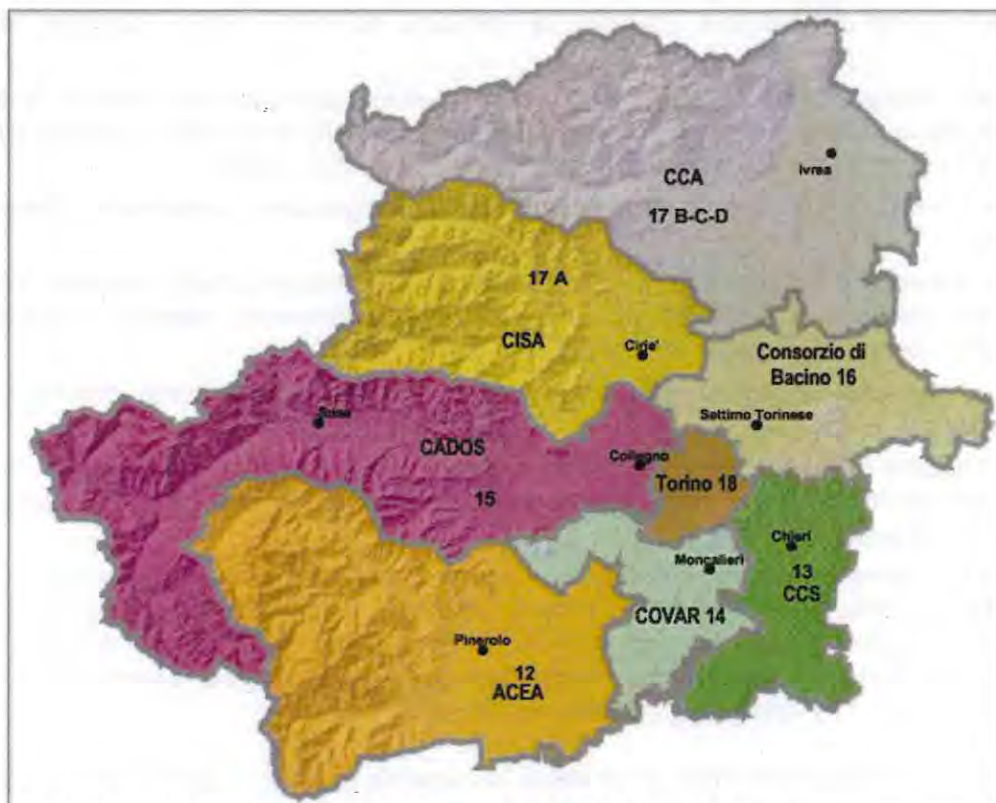 CCA
Ivrea
17 B-C-D
17 A
CISA
Cirie'
Consorzio di
Bacino 16
Settimo Torinese
Susa
CADOS
Collegno
15
Torino 18
Chieri
Moncalieri
13
CCS
COVAR 14
Pinerolo
12
ACEA